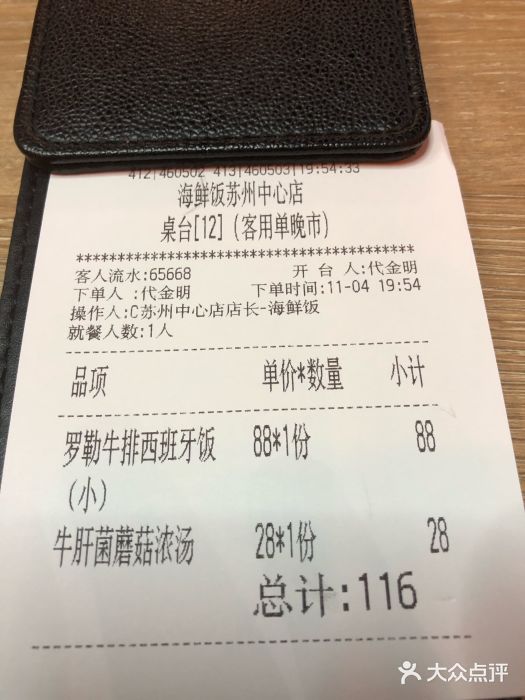 412|460502 413|460503|19:54:33
海鲜饭苏州中心店
桌台[12](客用单晚市)
****************************************
客人流水:65668 开 台 人:代金明
下单人 :代金明 下单时间:11-04 19:54
操作人:C苏州中心店店长-海鲜饭
就餐人数:1人
品项 单价*数量 小计
罗勒牛排西班牙饭 88*1份 88
(小)
牛肝菌蘑菇浓汤 28*1份 28
总计:116
大众点评